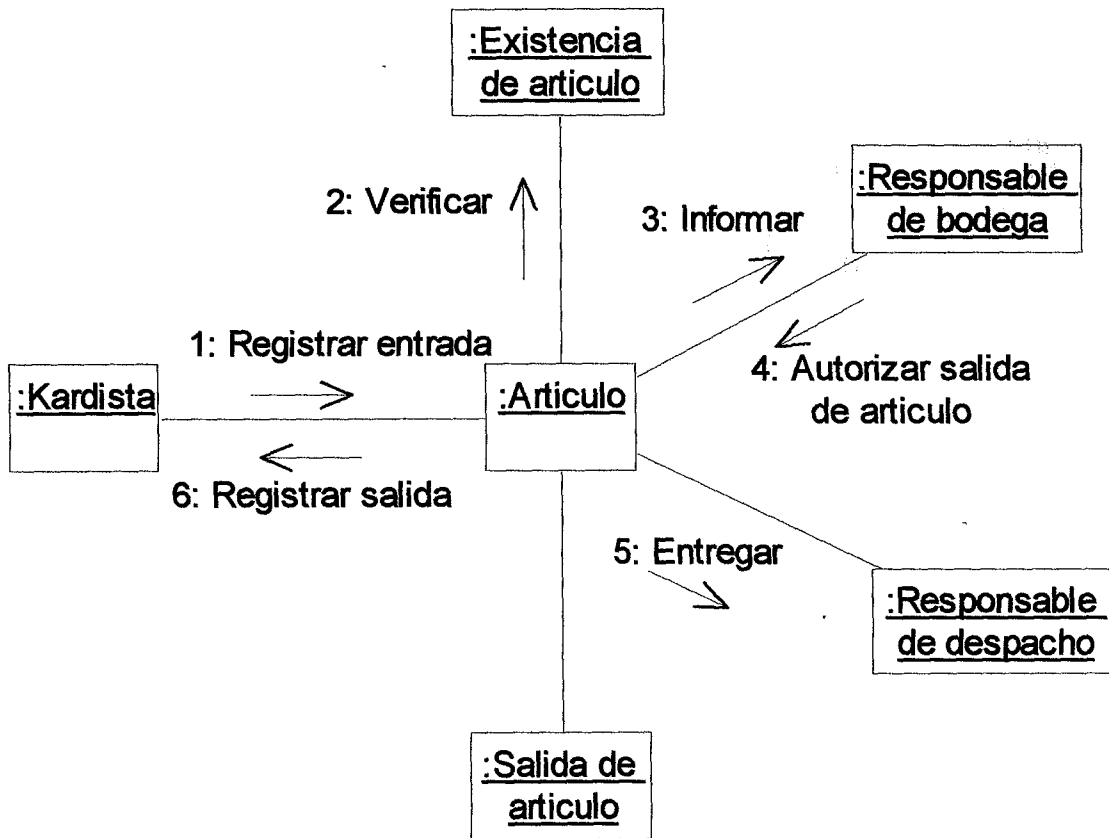 :Existencia
de articulo
2: Verificar
:Responsable
de bodega
3: Informar
1: Registrar entrada
4: Autorizar salida
de articulo
:Kardista
:Articulo
6: Registrar salida
5: Entregar
:Responsable
de despacho
:Salida de
articulo